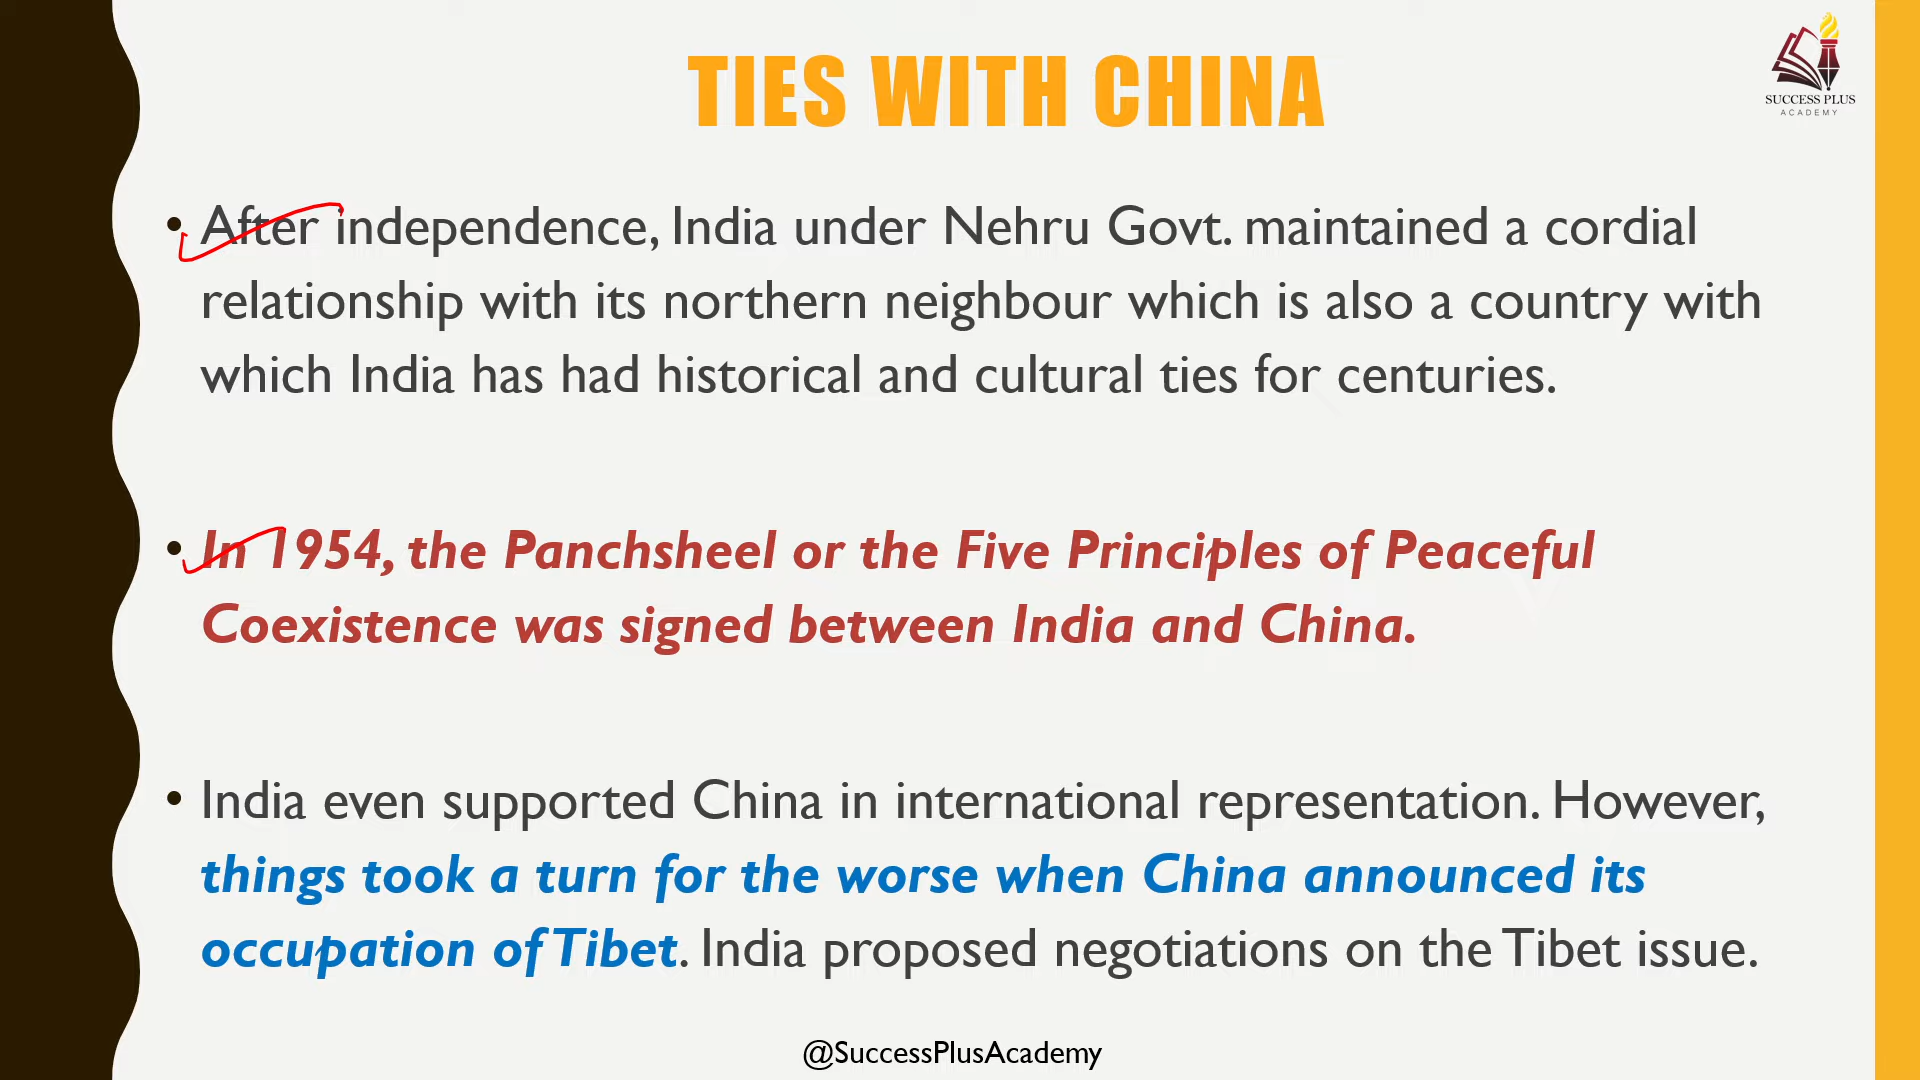 TIES WITH CHINA
SUCCESS PLUS
ACADEMY
• After independence, India under Nehru Govt. maintained a cordial
relationship with its northern neighbour which is also a country with
which India has had historical and cultural ties for centuries.
• In 1954, the Panchsheel or the Five Principles of Peaceful
Coexistence was signed between India and China.
• India even supported China in international representation. However,
things took a turn for the worse when China announced its
occupation of Tibet. India proposed negotiations on the Tibet issue.
@SuccessPlusAcademy